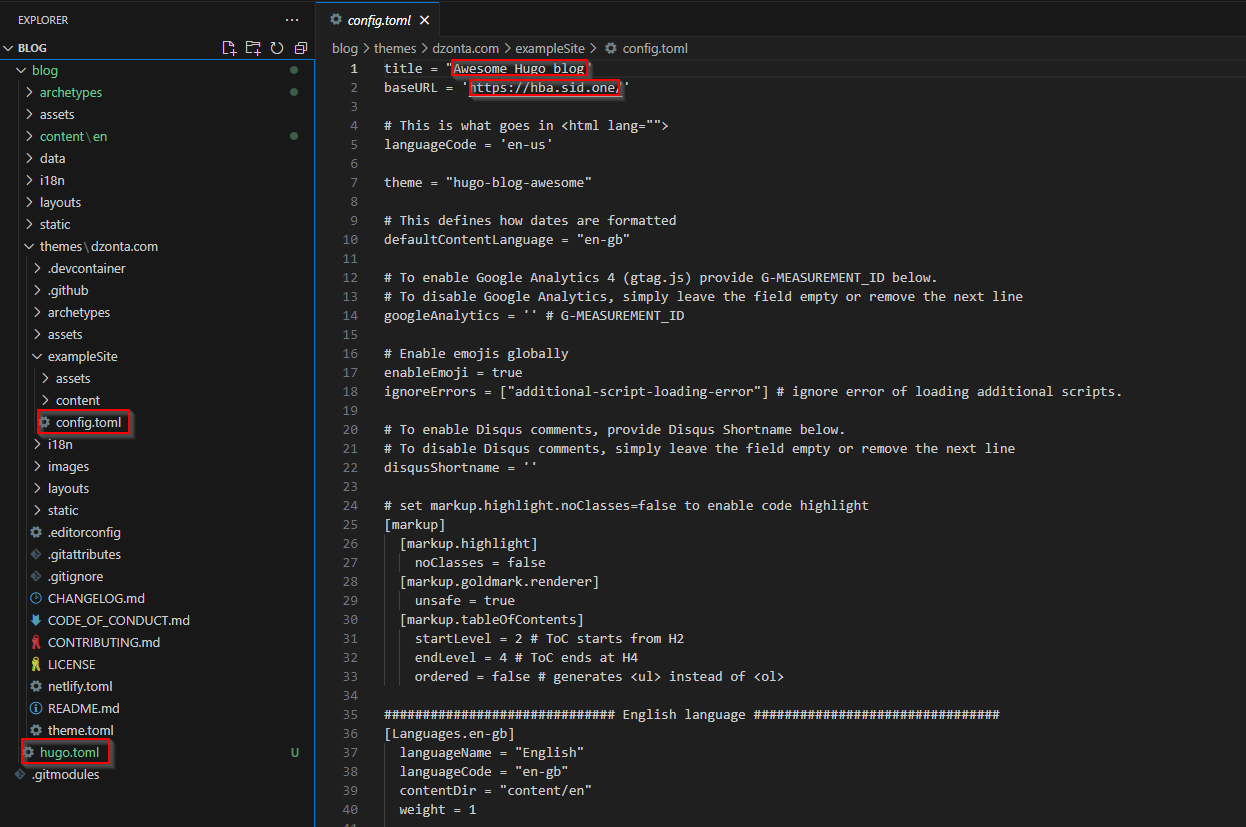 EXPLORER
BLOG
blog
archetypes
assets
content\en
data
i18n
layouts
static
themes\dzonta.com
.devcontainer
.github
archetypes
assets
exampleSite
assets
content
config.toml
i18n
images
layouts
static
.editorconfig
.gitattributes
.gitignore
CHANGELOG.md
CODE_OF_CONDUCT.md
CONTRIBUTING.md
LICENSE
netlify.toml
README.md
theme.toml
hugo.toml U
.gitmodules
config.toml
blog > themes > dzonta.com > exampleSite > config.toml
1 title = "Awesome Hugo blog"
2 baseURL = 'https://hba.sid.one/'
3
4 # This is what goes in <html lang="">
5 languageCode = 'en-us'
6
7 theme = "hugo-blog-awesome"
8
9 # This defines how dates are formatted
10 defaultContentLanguage = "en-gb"
11
12 # To enable Google Analytics 4 (gtag.js) provide G-MEASUREMENT_ID below.
13 # To disable Google Analytics, simply leave the field empty or remove the next line
14 googleAnalytics = '' # G-MEASUREMENT_ID
15
16 # Enable emojis globally
17 enableEmoji = true
18 ignoreErrors = ["additional-script-loading-error"] # ignore error of loading additional scripts.
19
20 # To enable Disqus comments, provide Disqus Shortname below.
21 # To disable Disqus comments, simply leave the field empty or remove the next line
22 disqusShortname = ''
23
24 # set markup.highlight.noClasses=false to enable code highlight
25 [markup]
26 [markup.highlight]
27 noClasses = false
28 [markup.goldmark.renderer]
29 unsafe = true
30 [markup.tableOfContents]
31 startLevel = 2 # ToC starts from H2
32 endLevel = 4 # ToC ends at H4
33 ordered = false # generates <ul> instead of <ol>
34
35 ############################## English language ################################
36 [Languages.en-gb]
37 languageName = "English"
38 languageCode = "en-gb"
39 contentDir = "content/en"
40 weight = 1